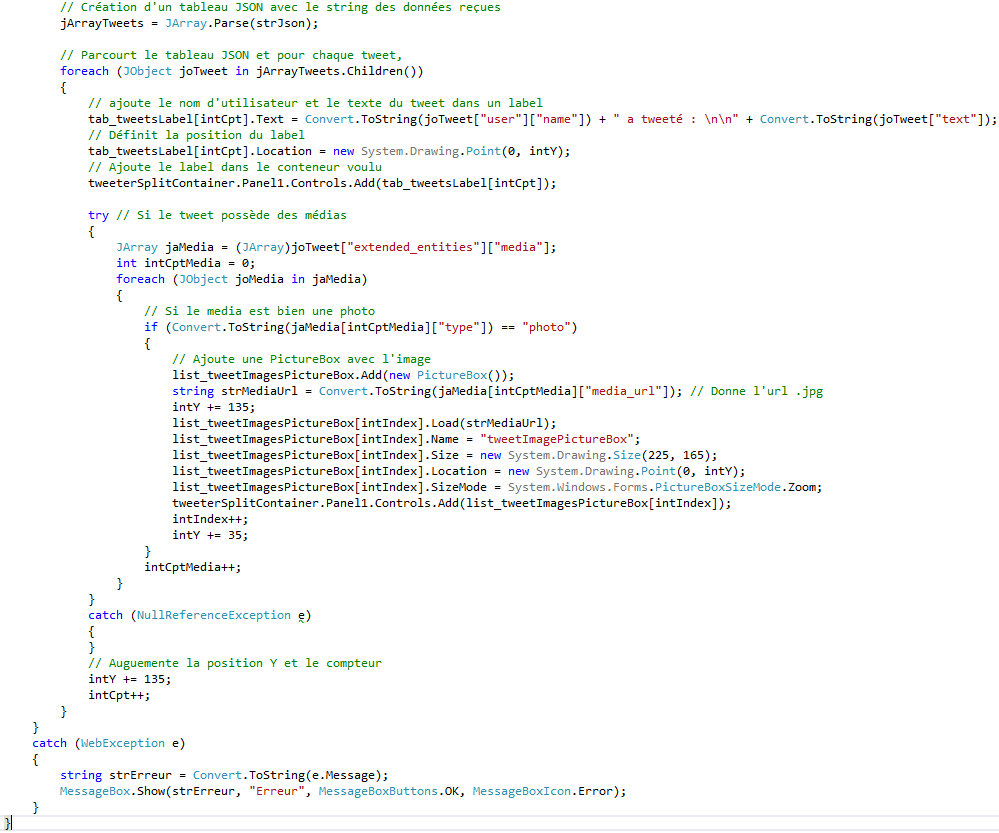 // Création d'un tableau JSON avec le string des données reçues
jArrayTweets = JArray.Parse(strJson);
// Parcourt le tableau JSON et pour chaque tweet,
foreach (JObject joTweet in jArrayTweets.Children())
{
// ajoute le nom d'utilisateur et le texte du tweet dans un label
tab_tweetsLabel[intCpt].Text = Convert.ToString(joTweet["user"]["name"]) + " a tweeté : \n\n" + Convert.ToString(joTweet["text"]);
// Définit la position du label
tab_tweetsLabel[intCpt].Location = new System.Drawing.Point(0, intY);
// Ajoute le label dans le conteneur voulu
tweeterSplitContainer.Panel1.Controls.Add(tab_tweetsLabel[intCpt]);
try // Si le tweet possède des médias
{
JArray jaMedia = (JArray)joTweet["extended_entities"]["media"];
int intCptMedia = 0;
foreach (JObject joMedia in jaMedia)
{
// Si le media est bien une photo
if (Convert.ToString(jaMedia[intCptMedia]["type"]) == "photo")
{
// Ajoute une PictureBox avec l'image
list_tweetImagesPictureBox.Add(new PictureBox());
string strMediaUrl = Convert.ToString(jaMedia[intCptMedia]["media_url"]); // Donne l'url .jpg
intY += 135;
list_tweetImagesPictureBox[intIndex].Load(strMediaUrl);
list_tweetImagesPictureBox[intIndex].Name = "tweetImagePictureBox";
list_tweetImagesPictureBox[intIndex].Size = new System.Drawing.Size(225, 165);
list_tweetImagesPictureBox[intIndex].Location = new System.Drawing.Point(0, intY);
list_tweetImagesPictureBox[intIndex].SizeMode = System.Windows.Forms.PictureBoxSizeMode.Zoom;
tweeterSplitContainer.Panel1.Controls.Add(list_tweetImagesPictureBox[intIndex]);
intIndex++;
intY += 35;
}
intCptMedia++;
}
}
catch (NullReferenceException e)
{
}
// Auguemente la position Y et le compteur
intY += 135;
intCpt++;
}
}
catch (WebException e)
{
string strErreur = Convert.ToString(e.Message);
MessageBox.Show(strErreur, "Erreur", MessageBoxButtons.OK, MessageBoxIcon.Error);
}
}